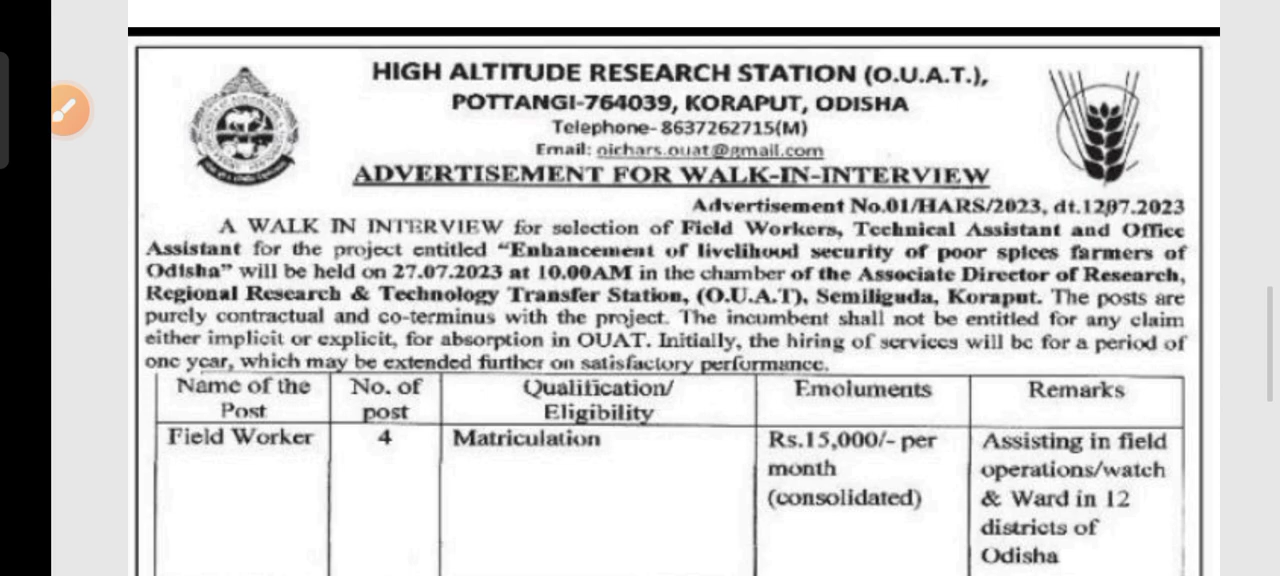 HIGH ALTITUDE RESEARCH STATION (O.U.A.T.),
POTTANGI-764039, KORAPUT, ODISHA
Telephone- 8637262715(M)
Email: oichars.ouat@gmail.com
ADVERTISEMENT FOR WALK-IN-INTERVIEW
Advertisement No.01/HARS/2023, dt.12.07.2023
A WALK IN INTERVIEW for selection of Field Workers, Technical Assistant and Office
Assistant for the project entitled “Enhancement of livelihood security of poor spices farmers of
Odisha” will be held on 27.07.2023 at 10.00AM in the chamber of the Associate Director of Research,
Regional Research & Technology Transfer Station, (O.U.A.T), Semiliguda, Koraput. The posts are
purely contractual and co-terminus with the project. The incumbent shall not be entitled for any claim
either implicit or explicit, for absorption in OUAT. Initially, the hiring of services will be for a period of
one year, which may be extended further on satisfactory performance.
Name of the Post No. of post Qualification/ Eligibility Emoluments Remarks
Field Worker 4 Matriculation Rs.15,000/- per month (consolidated) Assisting in field operations/watch & Ward in 12 districts of Odisha